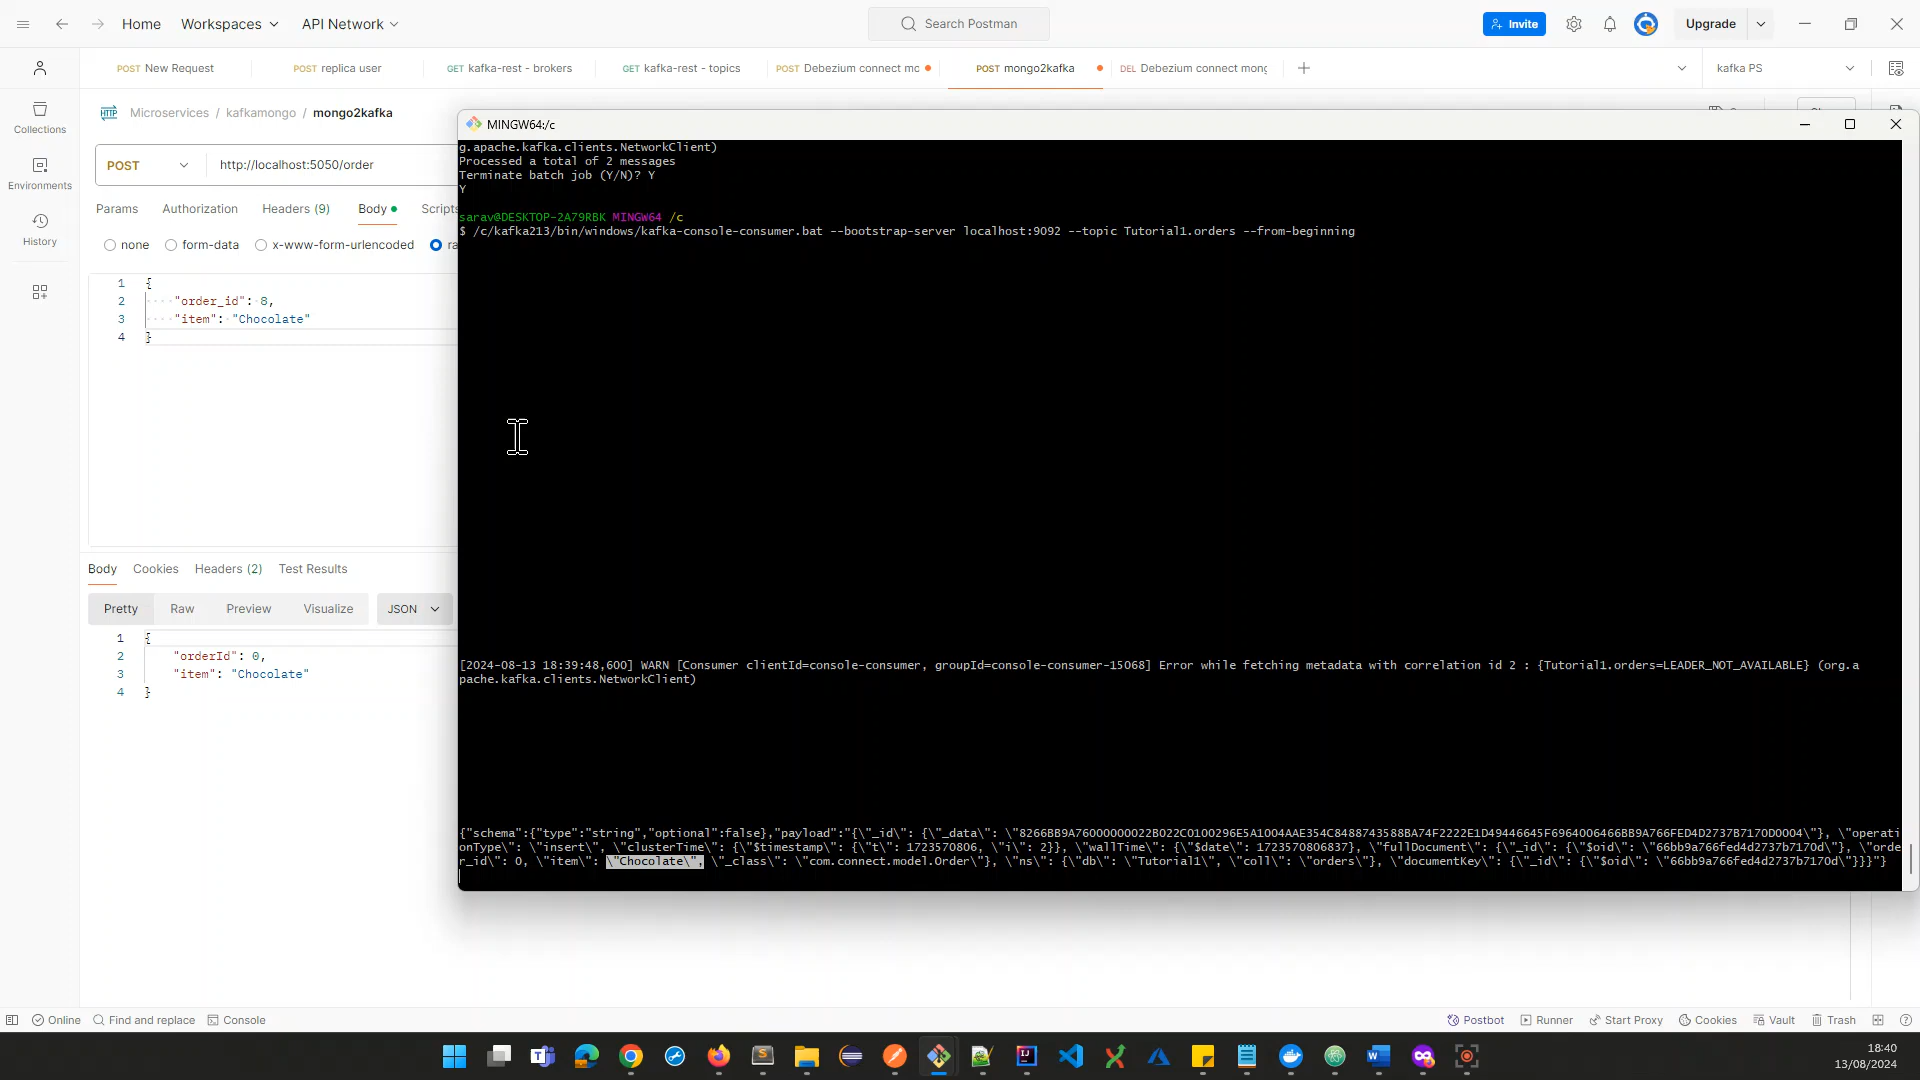 Home
Workspaces
API Network
Search Postman
Invite
Upgrade
POST New Request
POST replica user
GET kafka-rest - brokers
GET kafka-rest - topics
POST Debezium connect mo
POST mongo2kafka
DEL Debezium connect mong
kafka PS
Collections
Environments
History
HTTP Microservices / kafkamongo / mongo2kafka
POST http://localhost:5050/order
Params Authorization Headers (9) Body Scripts
none form-data x-www-form-urlencoded ra
1 {
2 "order_id": 8,
3 "item": "Chocolate"
4 }
Body Cookies Headers (2) Test Results
Pretty Raw Preview Visualize JSON
1 {
2 "orderId": 0,
3 "item": "Chocolate"
4 }
MINGW64:/c
g.apache.kafka.clients.NetworkClient)
Processed a total of 2 messages
Terminate batch job (Y/N)? Y
Y
sarav@DESKTOP-2A79RBK MINGW64 /c
$ /c/kafka213/bin/windows/kafka-console-consumer.bat --bootstrap-server localhost:9092 --topic Tutorial1.orders --from-beginning
[2024-08-13 18:39:48,600] WARN [Consumer clientId=console-consumer, groupId=console-consumer-15068] Error while fetching metadata with correlation id 2 : {Tutorial1.orders=LEADER_NOT_AVAILABLE} (org.a
pache.kafka.clients.NetworkClient)
{"schema":{"type":"string","optional":false},"payload":"{\"_id\": {\"_data\": \"8266BB9A76000000022B022C0100296E5A1004AAE354C8488743588BA74F2222E1D49446645F6964006466BB9A766FED4D2737B7170D0004\"}, \"operati
onType\": \"insert\", \"clusterTime\": {\"$timestamp\": {\"t\": 1723570806, \"i\": 2}}, \"wallTime\": {\"$date\": 1723570806837}, \"fullDocument\": {\"_id\": {\"$oid\": \"66bb9a766fed4d2737b7170d\"}, \"orde
r_id\": 0, \"item\": \"Chocolate\", \"_class\": \"com.connect.model.Order\"}, \"ns\": {\"db\": \"Tutorial1\", \"coll\": \"orders\"}, \"documentKey\": {\"_id\": {\"$oid\": \"66bb9a766fed4d2737b7170d\"}}}"}
Online Find and replace Console
Postbot Runner Start Proxy Cookies Vault Trash
18:40
13/08/2024